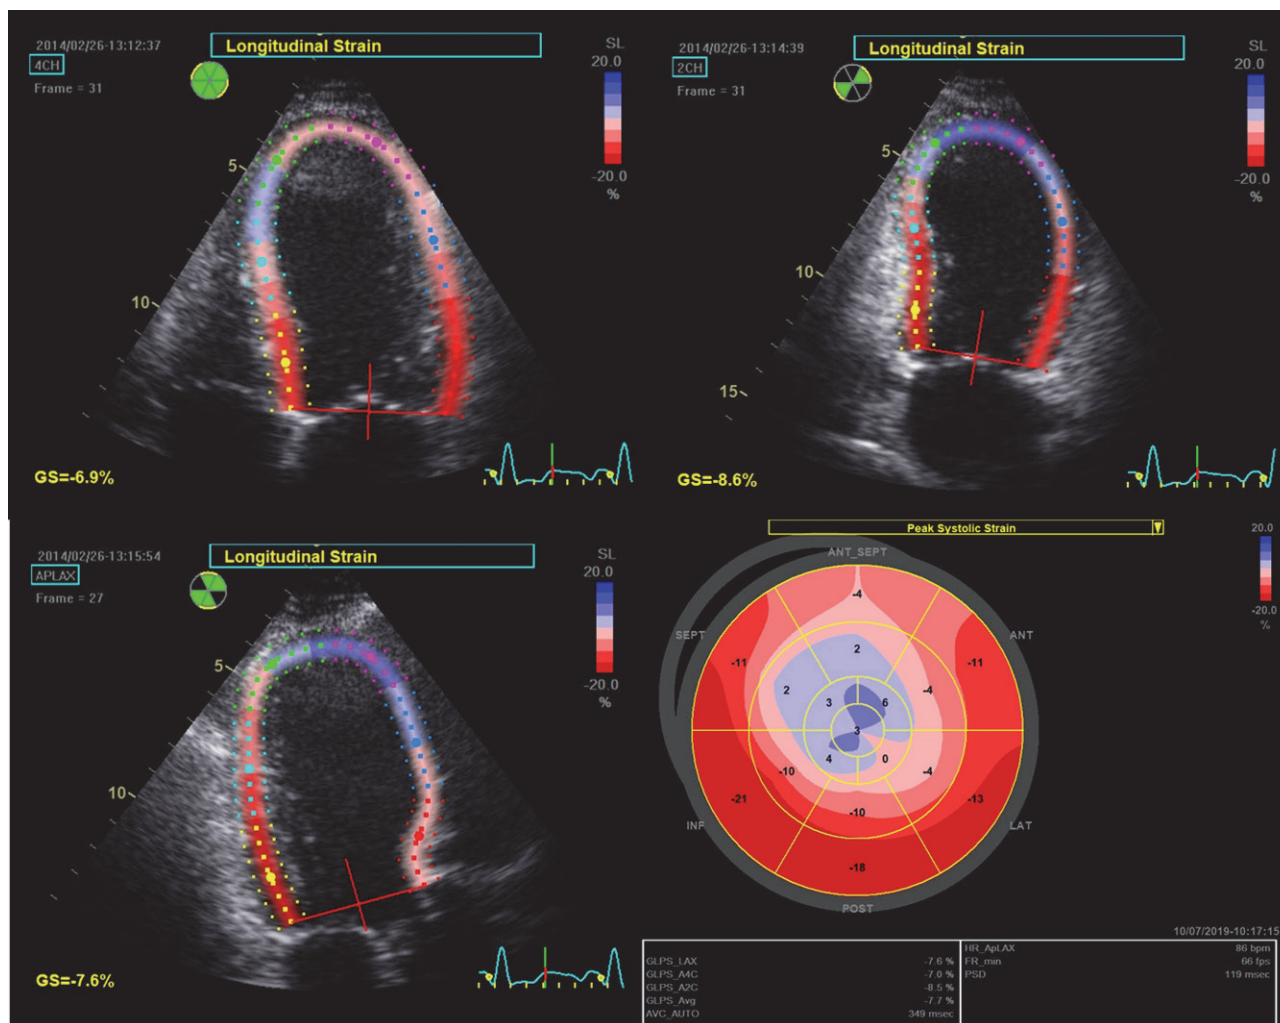 2014/02/26-13:12:37
Longitudinal Strain
4CH
Frame = 31
SL
20.0
-20.0
%
5
10
GS=-6.9%
2014/02/26-13:14:39
Longitudinal Strain
2CH
Frame = 31
SL
20.0
-20.0
%
5
10
15
GS=-8.6%
2014/02/26-13:15:54
Longitudinal Strain
APLAX
Frame = 27
SL
20.0
-20.0
%
5
10
GS=-7.6%
Peak Systolic Strain
20.0
-20.0
%
ANT_SEPT
SEPT
ANT
INF
LAT
POST
-4
-11
-11
2
2
-4
3
6
3
4
0
-10
-4
-21
-13
-10
-18
10/07/2019-10:17:15
GLPS_LAX -7.6 %
GLPS_A4C -7.0 %
GLPS_A2C -8.5 %
GLPS_Avg -7.7 %
AVC_AUTO 349 msec
HR_ApLAX 86 bpm
FR_min 66 fps
PSD 119 msec